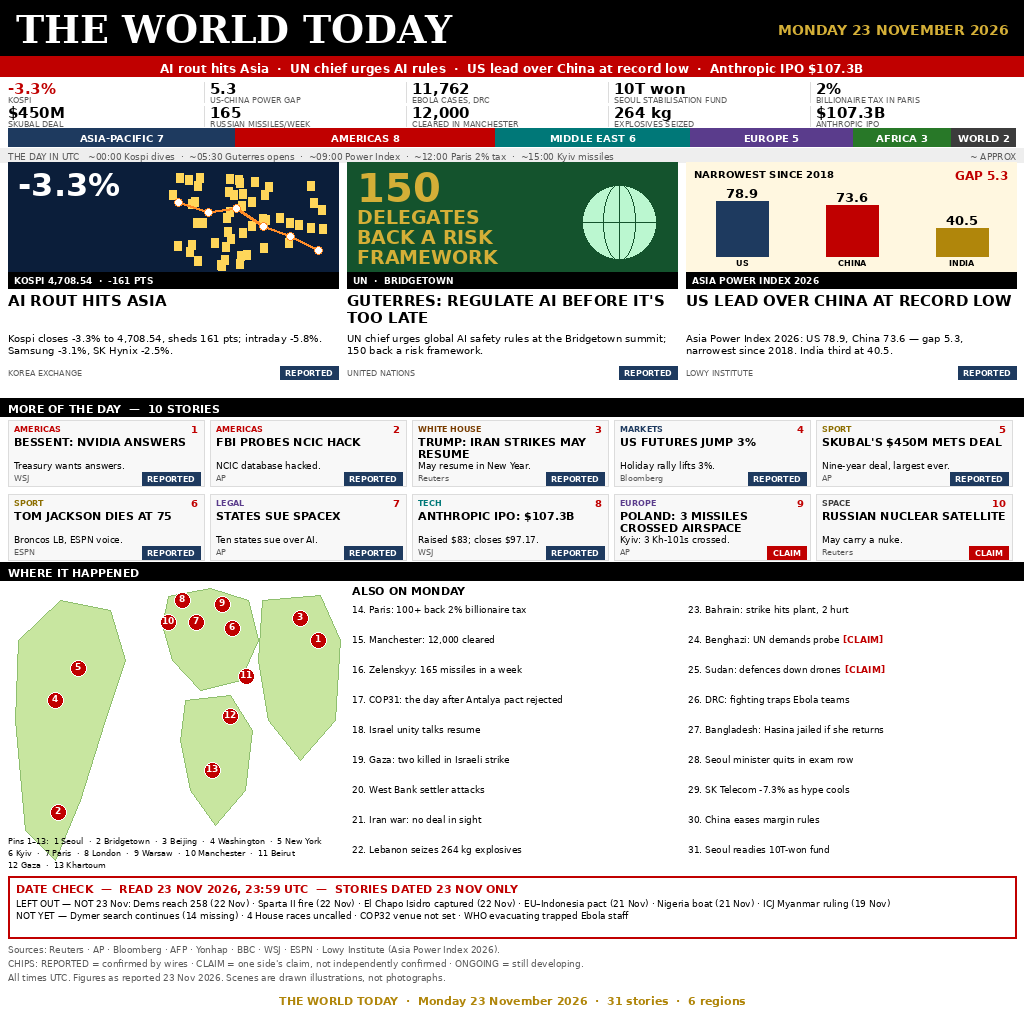 THE WORLD TODAY
MONDAY 23 NOVEMBER 2026
AI rout hits Asia · UN chief urges AI rules · US lead over China at record low · Anthropic IPO $107.3B
-3.3%
KOSPI
5.3
US-CHINA POWER GAP
11,762
EBOLA CASES, DRC
10T won
SEOUL STABILISATION FUND
2%
BILLIONAIRE TAX IN PARIS
$450M
SKUBAL DEAL
165
RUSSIAN MISSILES/WEEK
12,000
CLEARED IN MANCHESTER
264 kg
EXPLOSIVES SEIZED
$107.3B
ANTHROPIC IPO
ASIA-PACIFIC 7
AMERICAS 8
MIDDLE EAST 6
EUROPE 5
AFRICA 3
WORLD 2
THE DAY IN UTC ~00:00 Kospi dives · ~05:30 Guterres opens · ~09:00 Power Index · ~12:00 Paris 2% tax · ~15:00 Kyiv missiles
~ APPROX
-3.3%
KOSPI 4,708.54 · -161 PTS
AI ROUT HITS ASIA
Kospi closes -3.3% to 4,708.54, sheds 161 pts; intraday -5.8%.
Samsung -3.1%, SK Hynix -2.5%.
KOREA EXCHANGE
REPORTED
150
DELEGATES
BACK A RISK
FRAMEWORK
UN · BRIDGETOWN
GUTERRES: REGULATE AI BEFORE IT'S
TOO LATE
UN chief urges global AI safety rules at the Bridgetown summit;
150 back a risk framework.
UNITED NATIONS
REPORTED
NARROWEST SINCE 2018
GAP 5.3
78.9
73.6
40.5
US
CHINA
INDIA
ASIA POWER INDEX 2026
US LEAD OVER CHINA AT RECORD LOW
Asia Power Index 2026: US 78.9, China 73.6 — gap 5.3,
narrowest since 2018. India third at 40.5.
LOWY INSTITUTE
REPORTED
MORE OF THE DAY — 10 STORIES
AMERICAS
1
BESSENT: NVIDIA ANSWERS
Treasury wants answers.
WSJ
REPORTED
AMERICAS
2
FBI PROBES NCIC HACK
NCIC database hacked.
AP
REPORTED
WHITE HOUSE
3
TRUMP: IRAN STRIKES MAY
RESUME
May resume in New Year.
Reuters
REPORTED
MARKETS
4
US FUTURES JUMP 3%
Holiday rally lifts 3%.
Bloomberg
REPORTED
SPORT
5
SKUBAL'S $450M METS DEAL
Nine-year deal, largest ever.
AP
REPORTED
SPORT
6
TOM JACKSON DIES AT 75
Broncos LB, ESPN voice.
ESPN
REPORTED
LEGAL
7
STATES SUE SPACEX
Ten states sue over AI.
AP
REPORTED
TECH
8
ANTHROPIC IPO: $107.3B
Raised $83; closes $97.17.
WSJ
REPORTED
EUROPE
9
POLAND: 3 MISSILES
CROSSED AIRSPACE
Kyiv: 3 Kh-101s crossed.
AP
CLAIM
SPACE
10
RUSSIAN NUCLEAR SATELLITE
May carry a nuke.
Reuters
CLAIM
WHERE IT HAPPENED
8
9
10
7
6
3
1
5
11
4
12
13
2
Pins 1–13: 1 Seoul · 2 Bridgetown · 3 Beijing · 4 Washington · 5 New York
6 Kyiv · 7 Paris · 8 London · 9 Warsaw · 10 Manchester · 11 Beirut
12 Gaza · 13 Khartoum
ALSO ON MONDAY
14. Paris: 100+ back 2% billionaire tax
15. Manchester: 12,000 cleared
16. Zelenskyy: 165 missiles in a week
17. COP31: the day after Antalya pact rejected
18. Israel unity talks resume
19. Gaza: two killed in Israeli strike
20. West Bank settler attacks
21. Iran war: no deal in sight
22. Lebanon seizes 264 kg explosives
23. Bahrain: strike hits plant, 2 hurt
24. Benghazi: UN demands probe [CLAIM]
25. Sudan: defences down drones [CLAIM]
26. DRC: fighting traps Ebola teams
27. Bangladesh: Hasina jailed if she returns
28. Seoul minister quits in exam row
29. SK Telecom -7.3% as hype cools
30. China eases margin rules
31. Seoul readies 10T-won fund
DATE CHECK — READ 23 NOV 2026, 23:59 UTC — STORIES DATED 23 NOV ONLY
LEFT OUT — NOT 23 Nov: Dems reach 258 (22 Nov) · Sparta II fire (22 Nov) · El Chapo Isidro captured (22 Nov) · EU–Indonesia pact (21 Nov) · Nigeria boat (21 Nov) · ICJ Myanmar ruling (19 Nov)
NOT YET — Dymer search continues (14 missing) · 4 House races uncalled · COP32 venue not set · WHO evacuating trapped Ebola staff
Sources: Reuters · AP · Bloomberg · AFP · Yonhap · BBC · WSJ · ESPN · Lowy Institute (Asia Power Index 2026).
CHIPS: REPORTED = confirmed by wires · CLAIM = one side's claim, not independently confirmed · ONGOING = still developing.
All times UTC. Figures as reported 23 Nov 2026. Scenes are drawn illustrations, not photographs.
THE WORLD TODAY · Monday 23 November 2026 · 31 stories · 6 regions